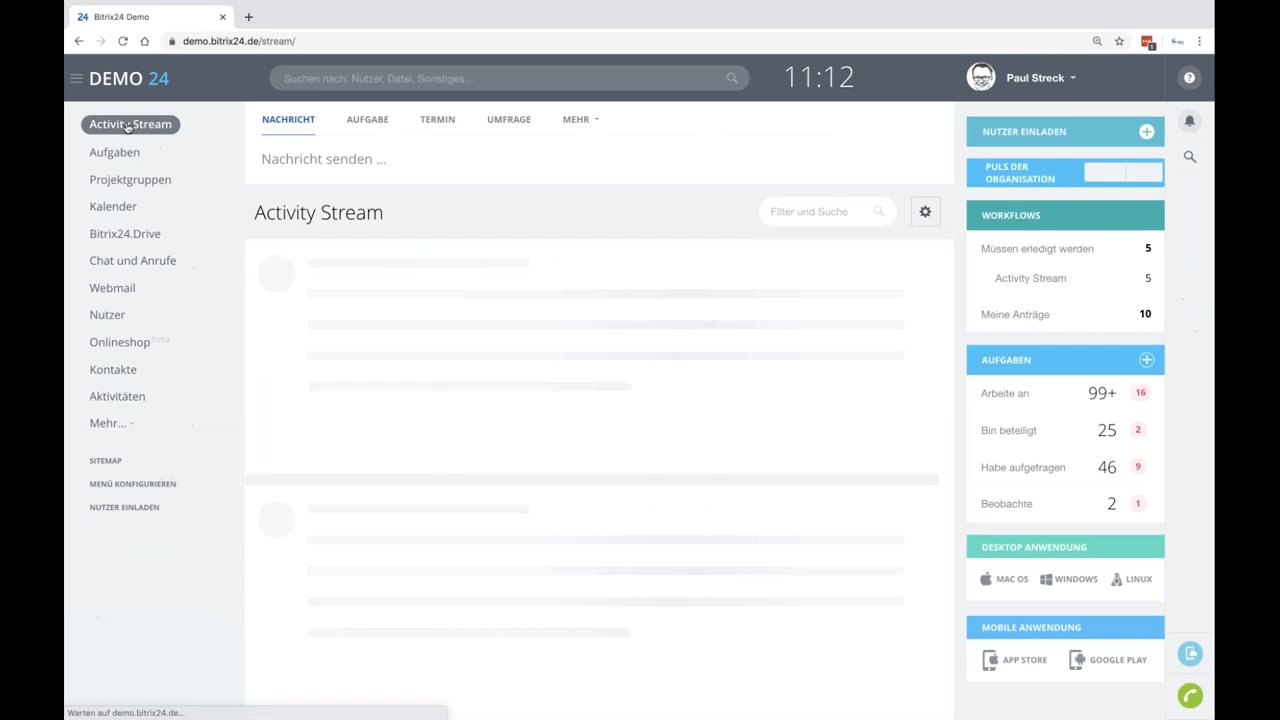 24 Bitrix24 Demo
demo.bitrix24.de/stream/
1
DEMO 24
Suchen nach: Nutzer, Datei, Sonstiges...
11:12
Paul Streck
?
Activity Stream
Aufgaben
Projektgruppen
Kalender
Bitrix24.Drive
Chat und Anrufe
Webmail
Nutzer
Onlineshop beta
Kontakte
Aktivitäten
Mehr...
SITEMAP
MENÜ KONFIGURIEREN
NUTZER EINLADEN
NACHRICHT
AUFGABE
TERMIN
UMFRAGE
MEHR
Nachricht senden ...
Activity Stream
Filter und Suche
NUTZER EINLADEN
PULS DER
ORGANISATION
WORKFLOWS
Müssen erledigt werden 5
Activity Stream 5
Meine Anträge 10
AUFGABEN
Arbeite an 99+ 16
Bin beteiligt 25 2
Habe aufgetragen 46 9
Beobachte 2 1
DESKTOP ANWENDUNG
MAC OS WINDOWS LINUX
MOBILE ANWENDUNG
APP STORE GOOGLE PLAY
Warten auf demo.bitrix24.de...